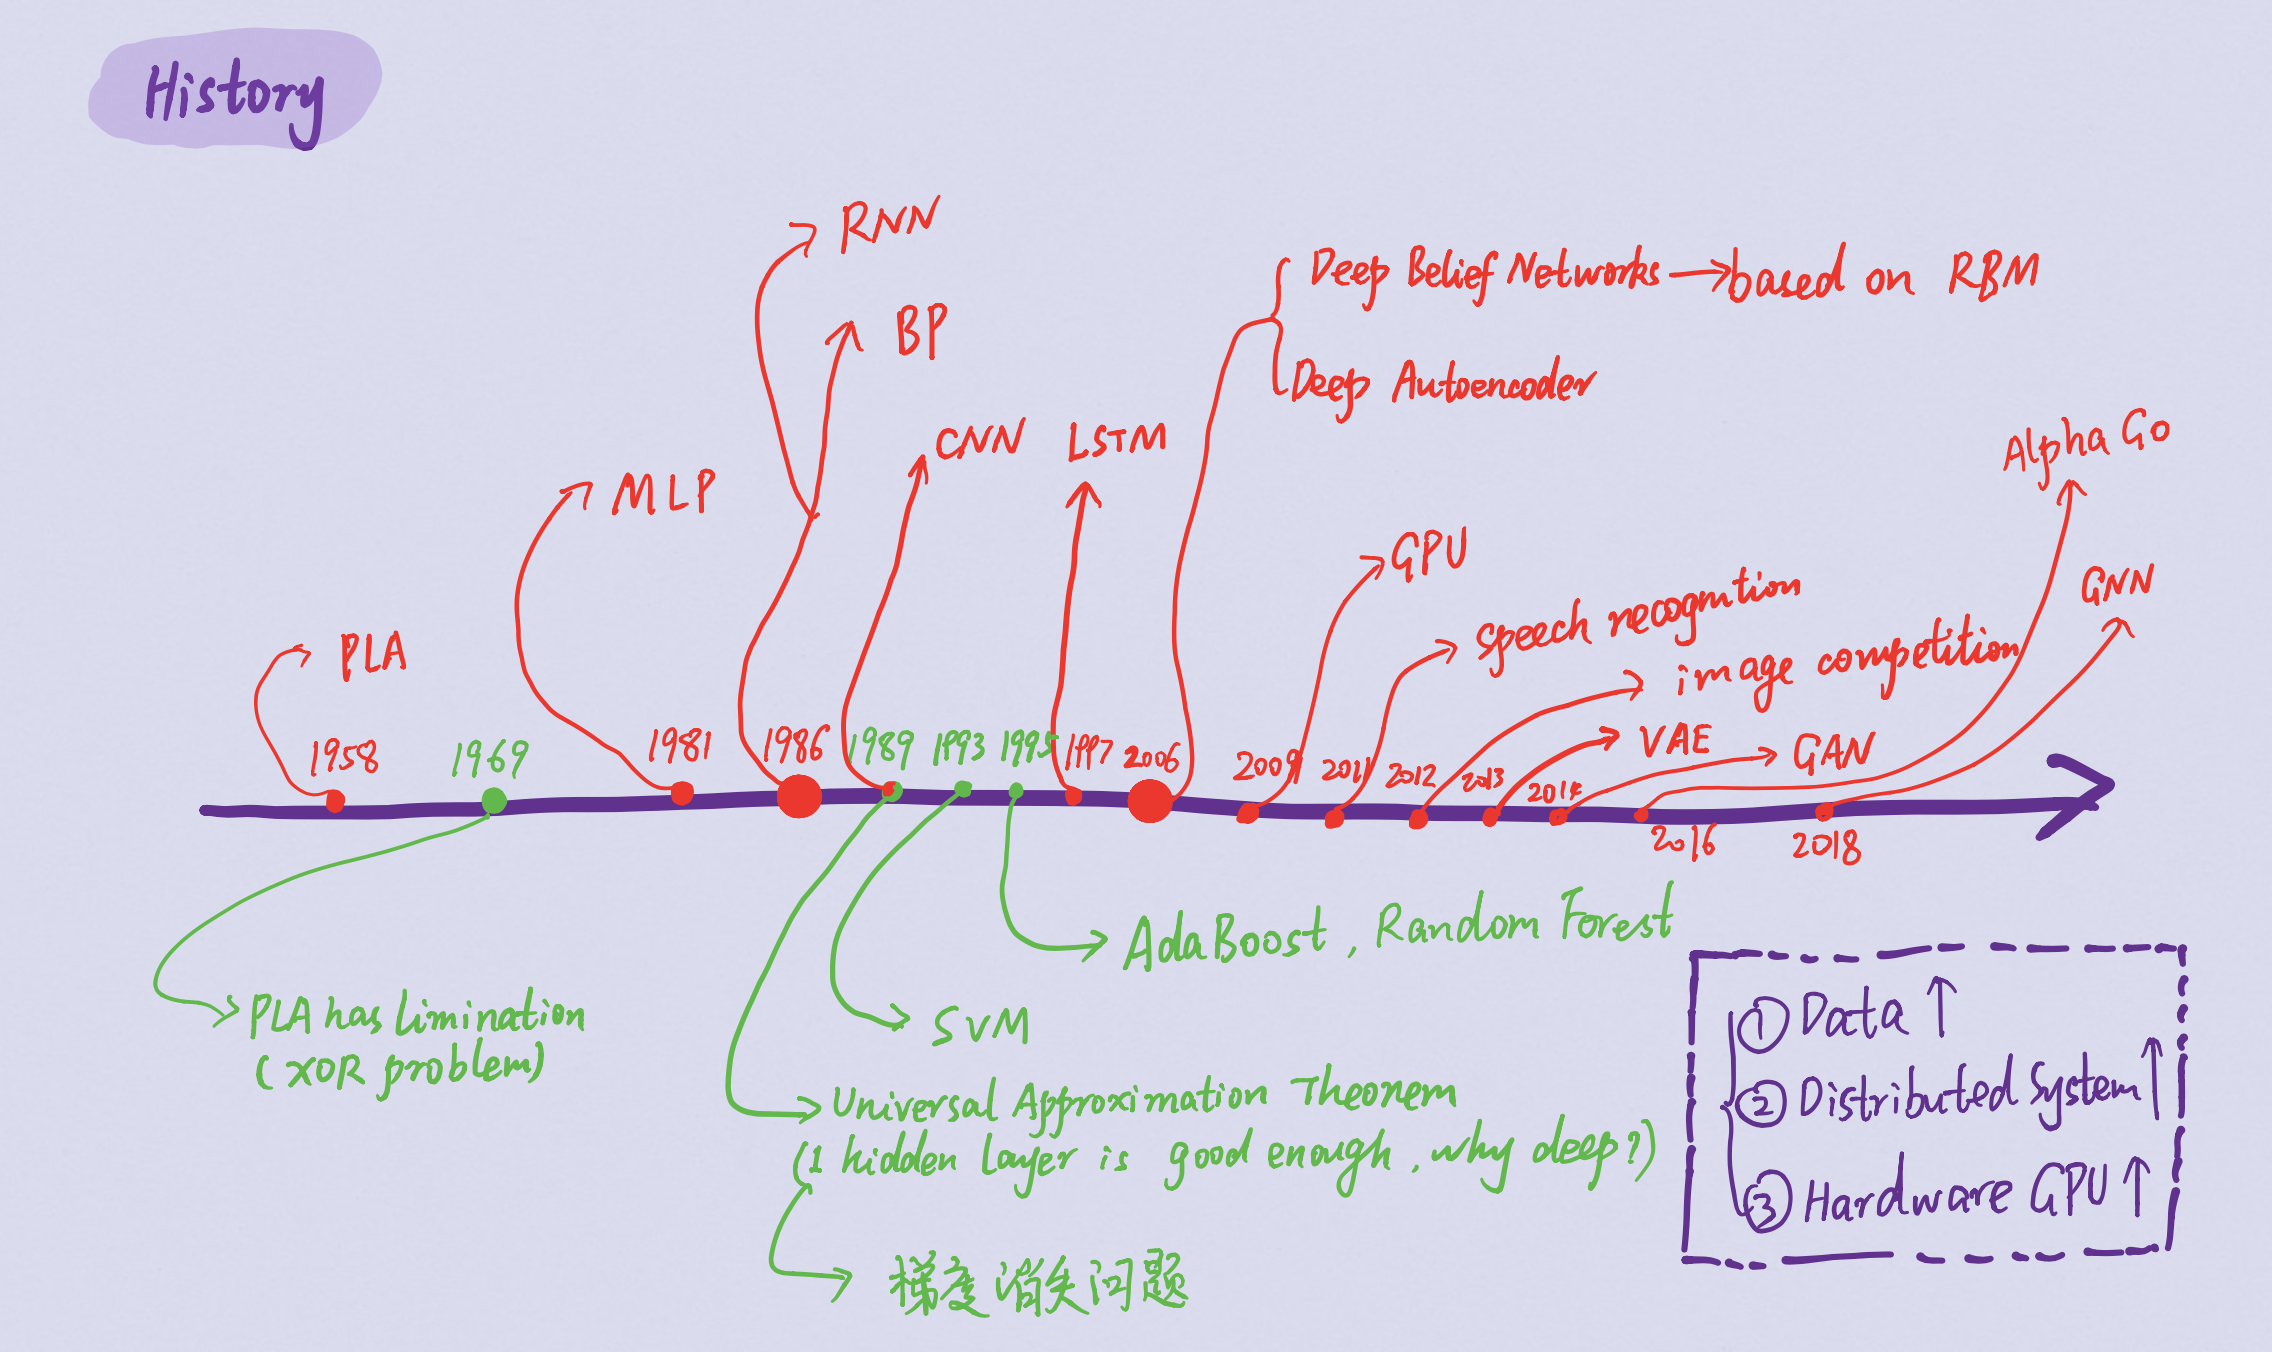 History
RNN
BP
Deep Belief Networks → based on RBM
Deep Autoencoder
CNN
LSTM
MLP
Alpha Go
GPU
GNN
speech recognition
image competition
PLA
VAE
GAN
1958
1969
1981
1986
1989
1993
1995
1997
2006
2009
2011
2012
2013
2014
2016
2018
AdaBoost, Random Forest
SVM
PLA has limination
(XOR problem)
Universal Approximation Theorem
(1 hidden layer is good enough, why deep?)
梯度消失问题
① Data ↑
② Distributed System ↑
③ Hardware GPU ↑